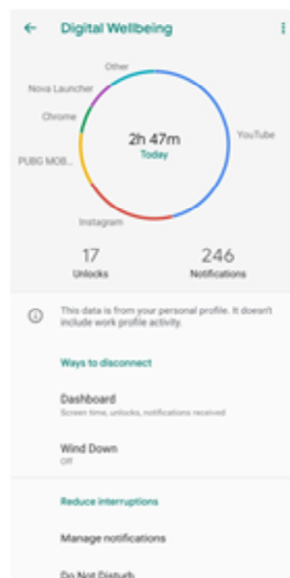 Digital Wellbeing
Other
Nova Launcher
Chrome
YouTube
PUBG MOB...
Instagram
2h 47m
Today
17
Unlocks
246
Notifications
This data is from your personal profile. It doesn't
include work profile activity.
Ways to disconnect
Dashboard
Screen time, unlocks, notifications received
Wind Down
Off
Reduce interruptions
Manage notifications
Do Not Disturb